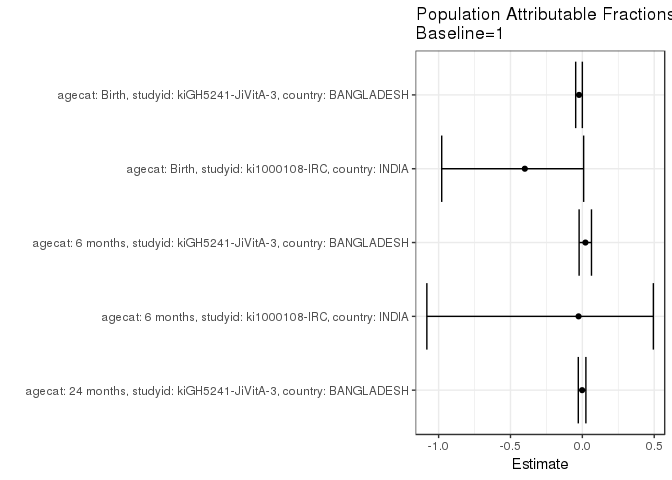 Population Attributable Fractions
Baseline=1
agecat: Birth, studyid: kiGH5241-JiVitA-3, country: BANGLADESH
agecat: Birth, studyid: ki1000108-IRC, country: INDIA
agecat: 6 months, studyid: kiGH5241-JiVitA-3, country: BANGLADESH
agecat: 6 months, studyid: ki1000108-IRC, country: INDIA
agecat: 24 months, studyid: kiGH5241-JiVitA-3, country: BANGLADESH
-1.0 -0.5 0.0 0.5
Estimate